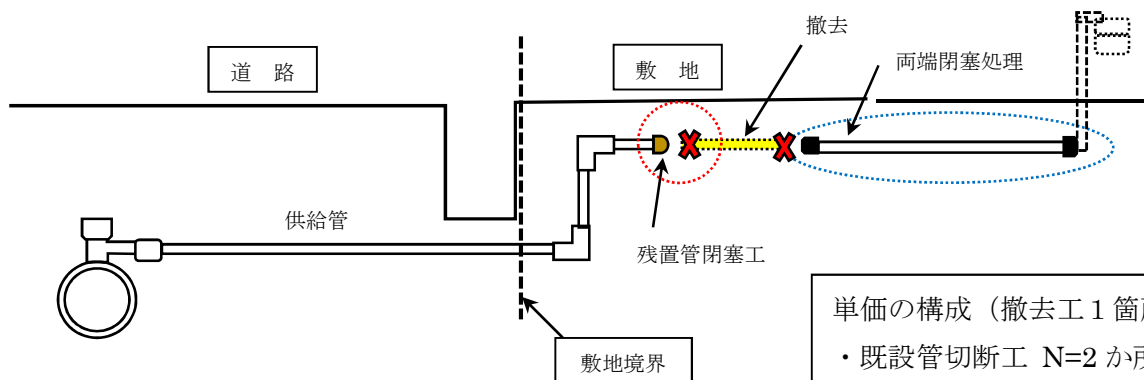 撤去
道　路
敷　地
両端閉塞処理
供給管
残置管閉塞工
敷地境界
単価の構成（撤去工１箇
・既設管切断工 N=2 か